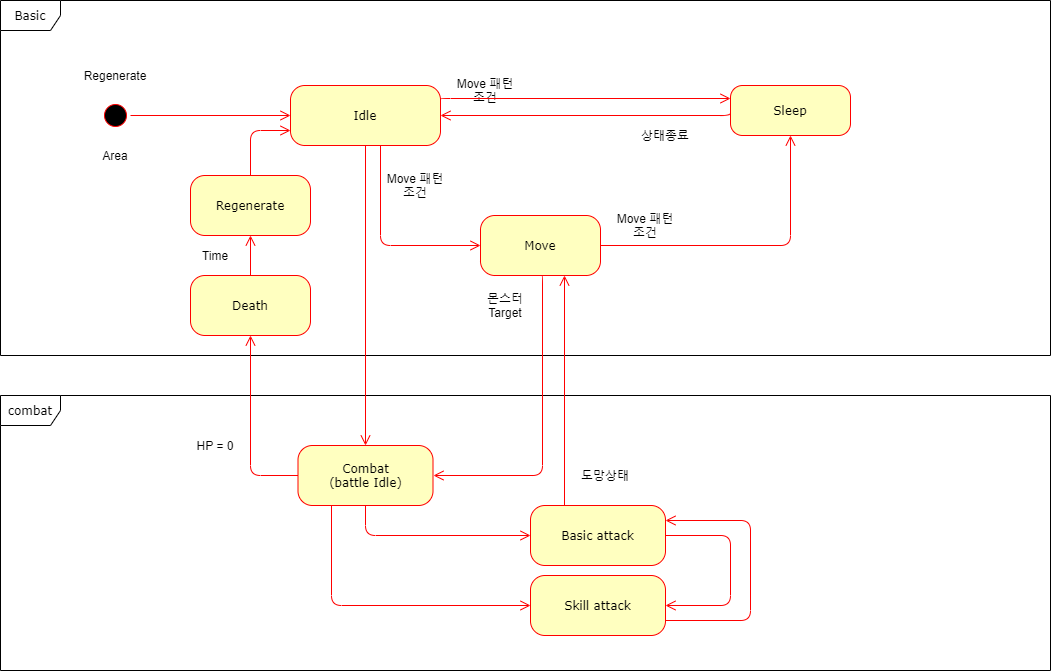 Basic
Regenerate
Area
Idle
Move 패턴
조건
Sleep
상태종료
Move 패턴
조건
Regenerate
Move
Move 패턴
조건
Time
Death
몬스터
Target
combat
HP = 0
Combat
(battle Idle)
도망상태
Basic attack
Skill attack